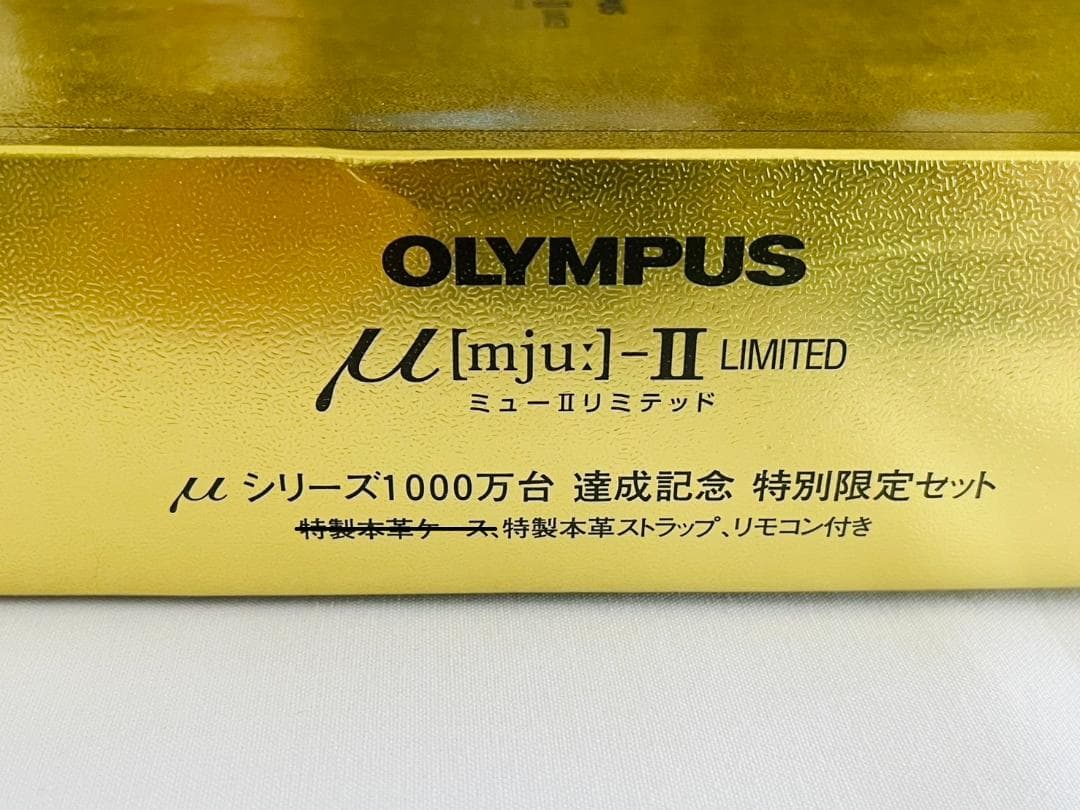 OLYMPUS
μ[mju:]-II LIMITED
ミューIIリミテッド
μシリーズ1000万台 達成記念 特別限定セット
特製本革ケース、特製本革ストラップ、リモコン付き